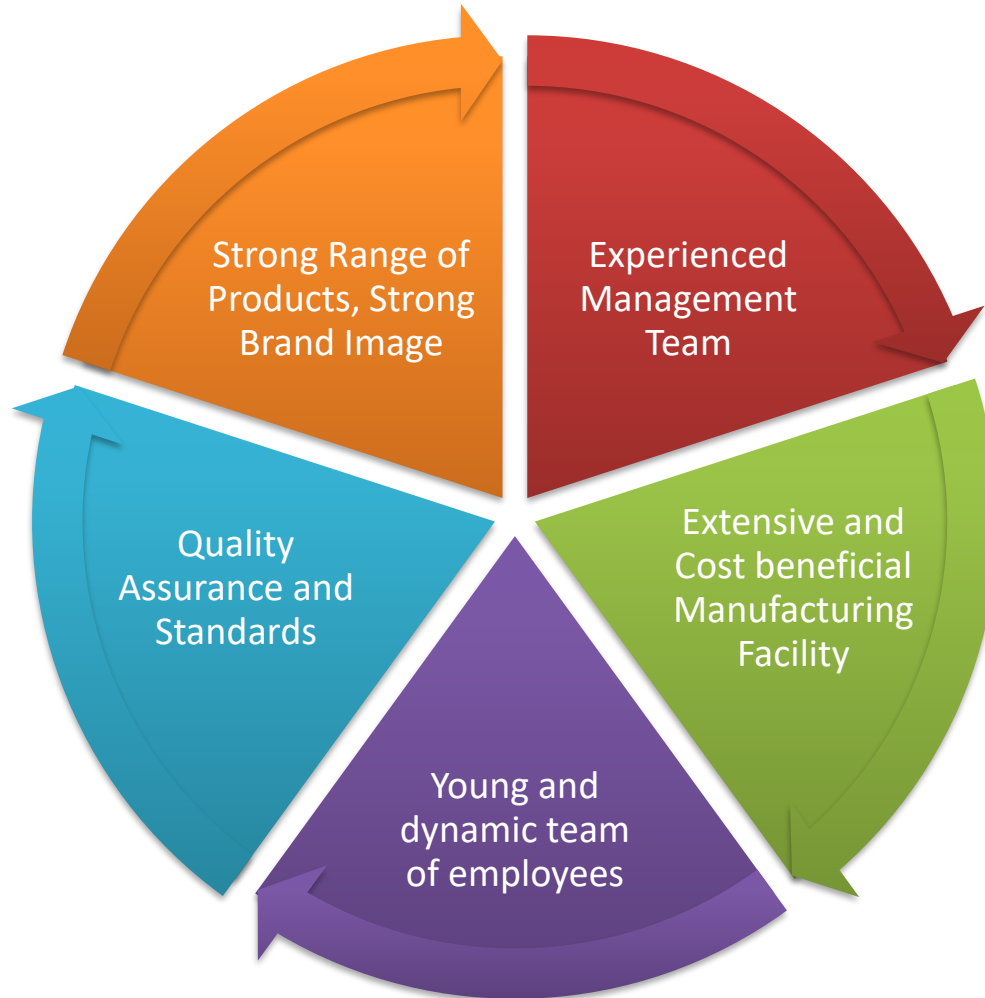 Strong Range of
Products, Strong
Brand Image
Experienced
Management
Team
Extensive and
Cost beneficial
Manufacturing
Facility
Young and
dynamic team
of employees
Quality
Assurance and
Standards